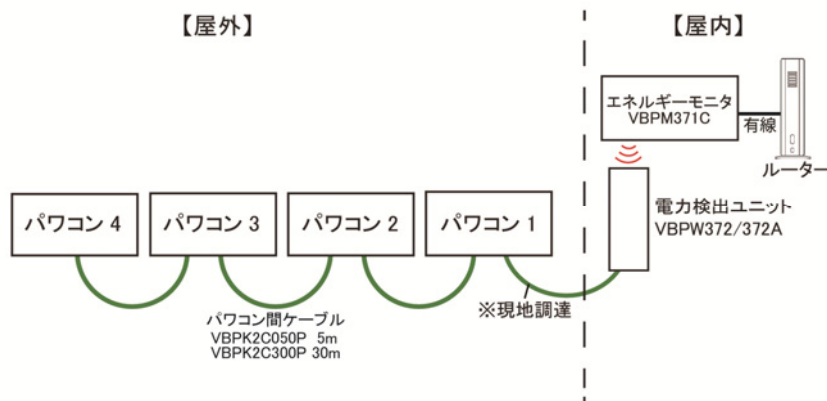 【屋外】
【屋内】
エネルギーモニタ
VBPM371C
有線
ルーター
パワコン 4
パワコン 3
パワコン 2
パワコン 1
電力検出ユニット
VBPW372/372A
※現地調達
パワコン間ケーブル
VBPK2C050P 5m
VBPK2C300P 30m